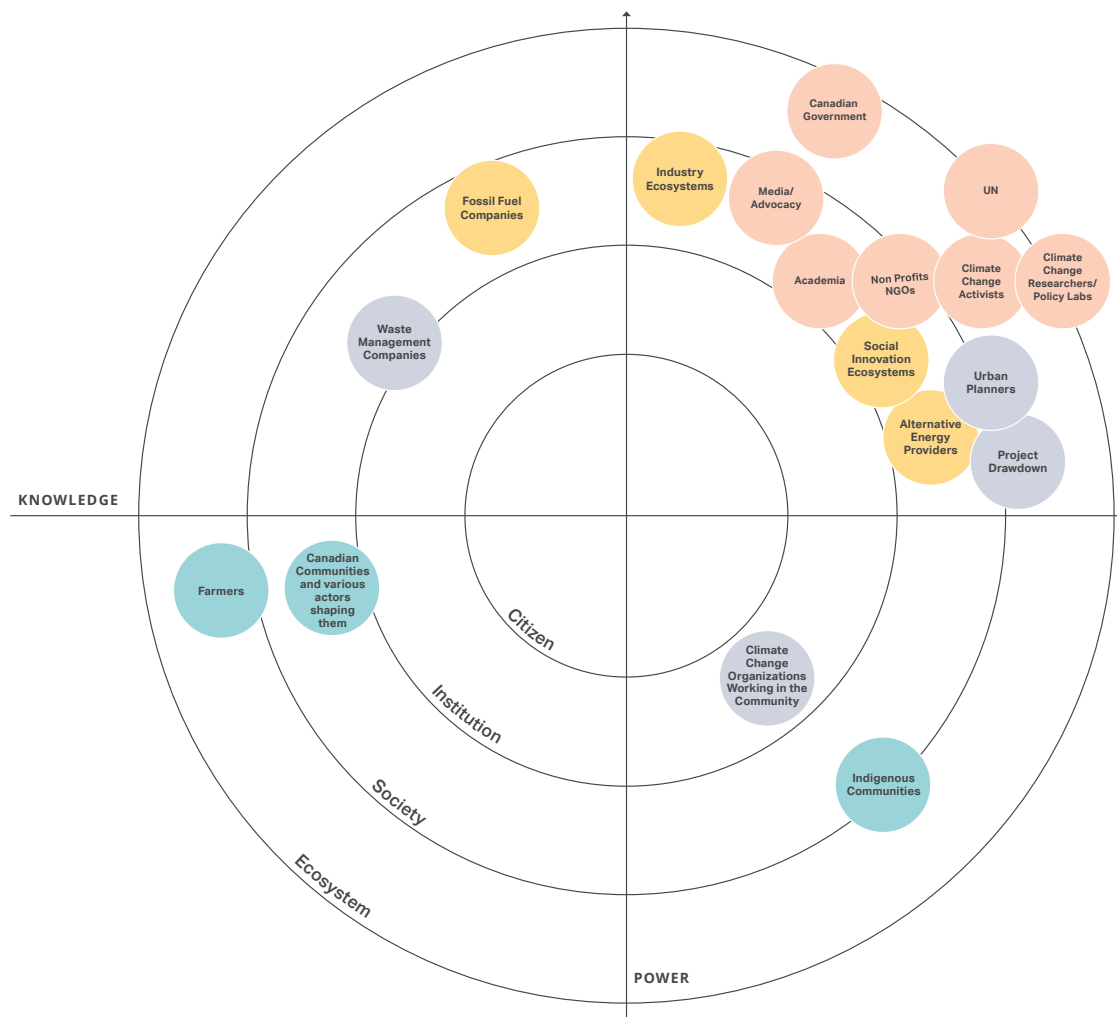 Canadian
Government
Industry
Ecosystems
Media/
Advocacy
UN
Fossil Fuel
Companies
Academia
Non Profits
NGOs
Climate
Change
Activists
Climate
Change
Researchers/
Policy Labs
Waste
Management
Companies
Social
Innovation
Ecosystems
Urban
Planners
Alternative
Energy
Providers
Project
Drawdown
KNOWLEDGE
Farmers
Canadian
Communities
and various
actors
shaping
them
Citizen
Climate
Change
Organizations
Working in the
Community
Institution
Indigenous
Communities
Society
Ecosystem
POWER